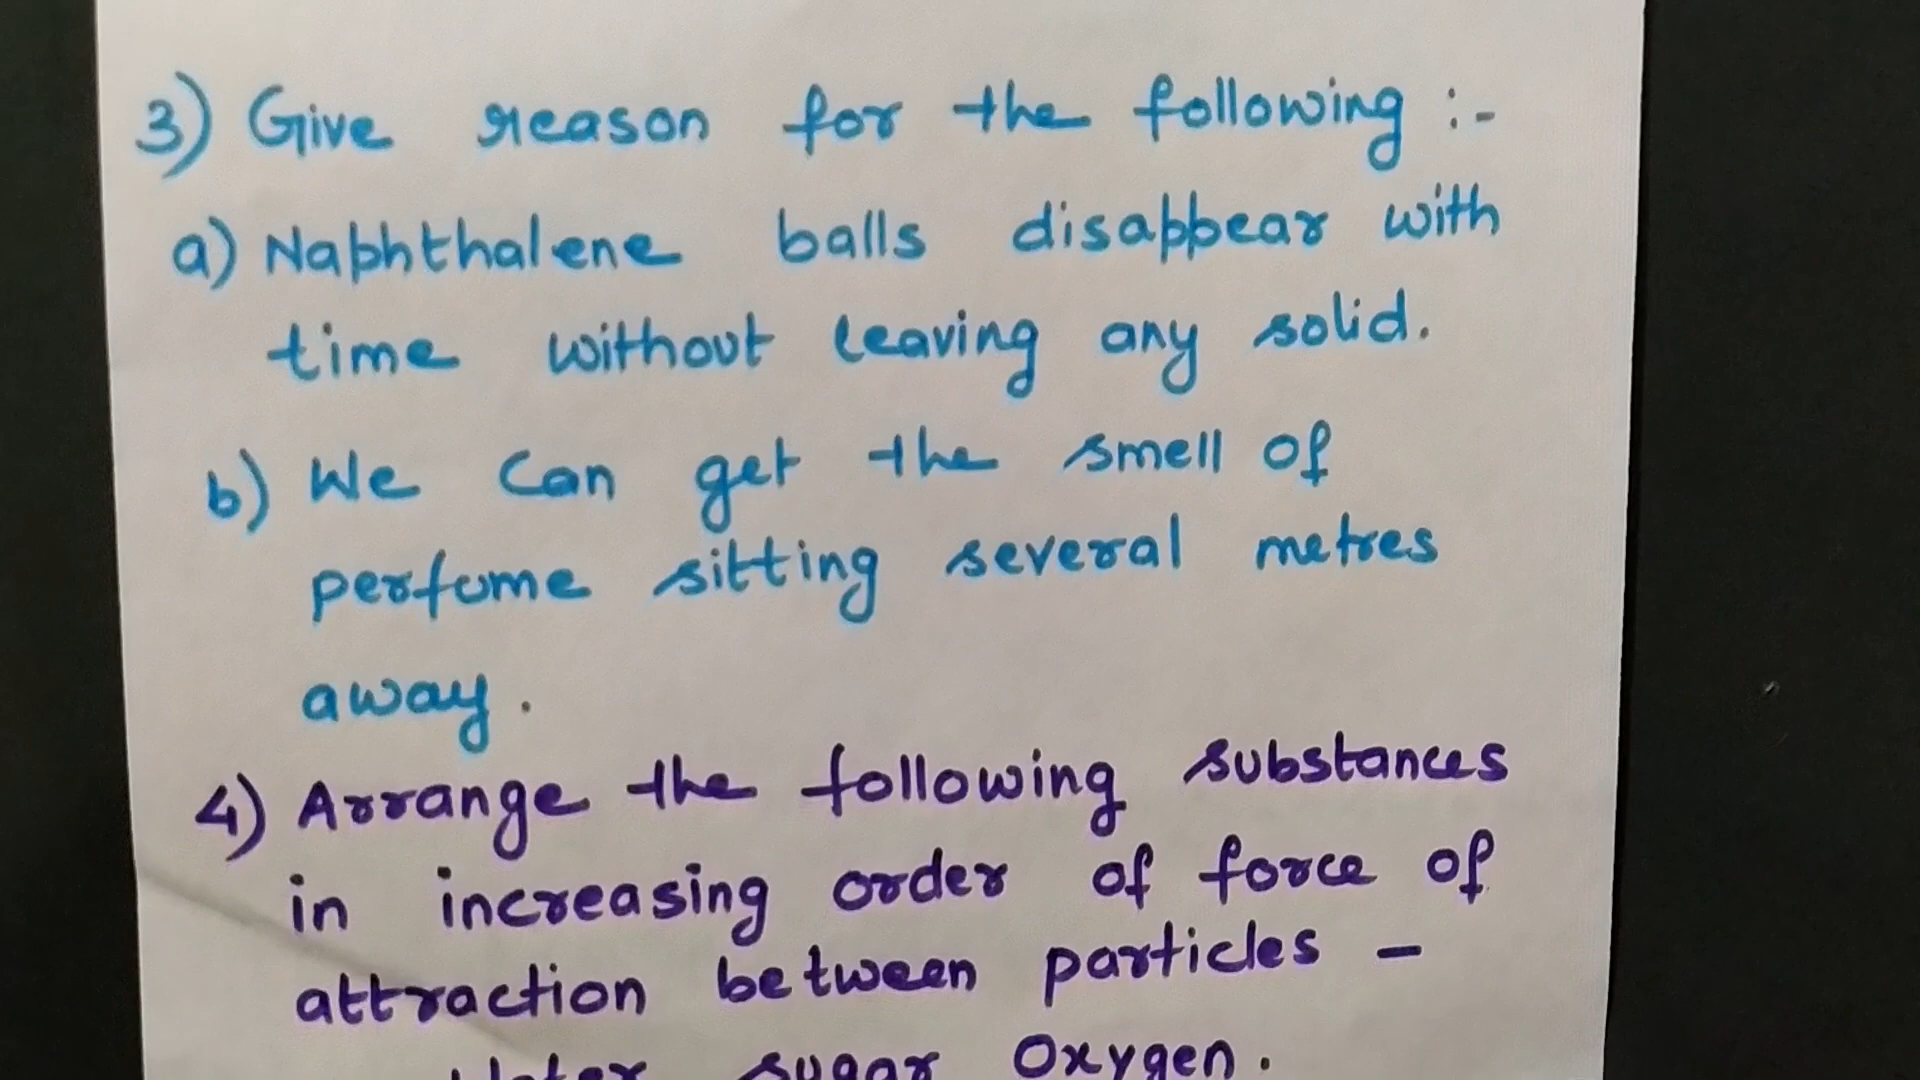 3) Give reason for the following :-
a) Naphthalene balls disappear with
time without leaving any solid.
b) We can get the smell of
perfume sitting several metres
away.
4) Arrange the following substances
in increasing order of force of
attraction between particles -
Water sugar Oxygen.